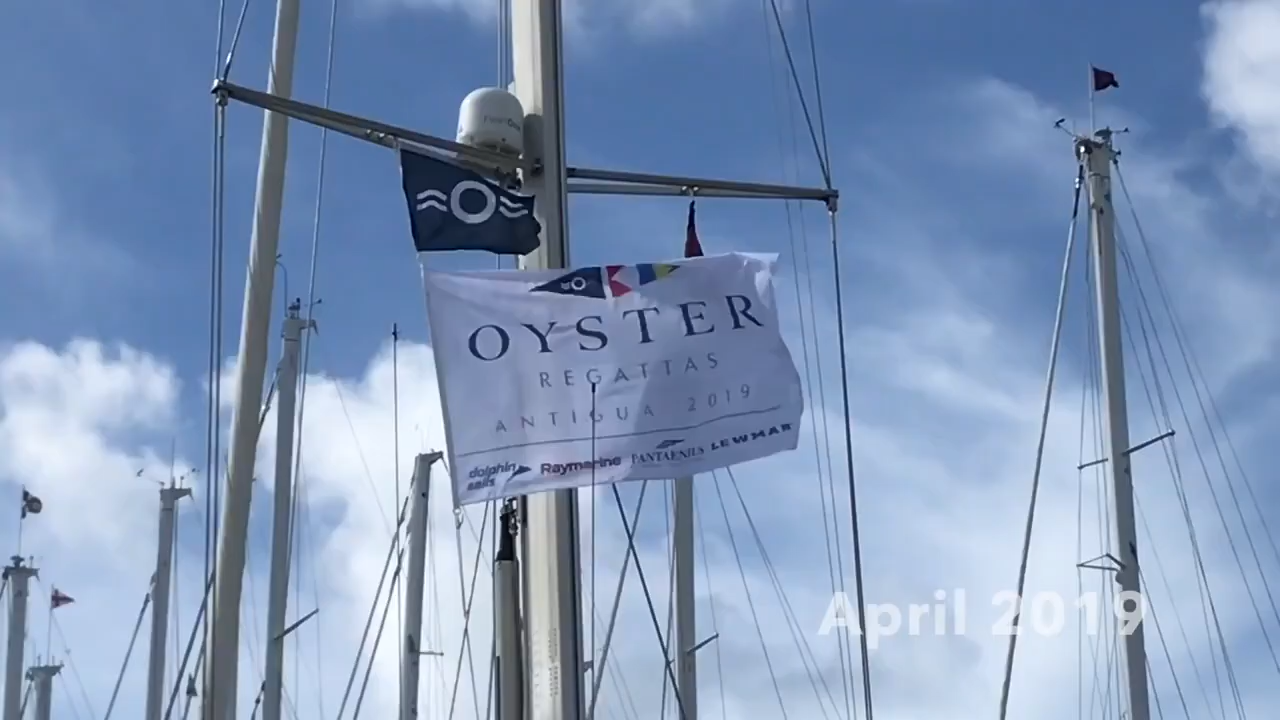 OYSTER
REGATTAS
ANTIGUA 2019
dolphin sails Raymarine PANTAENIUS LEWMAR
April 2019